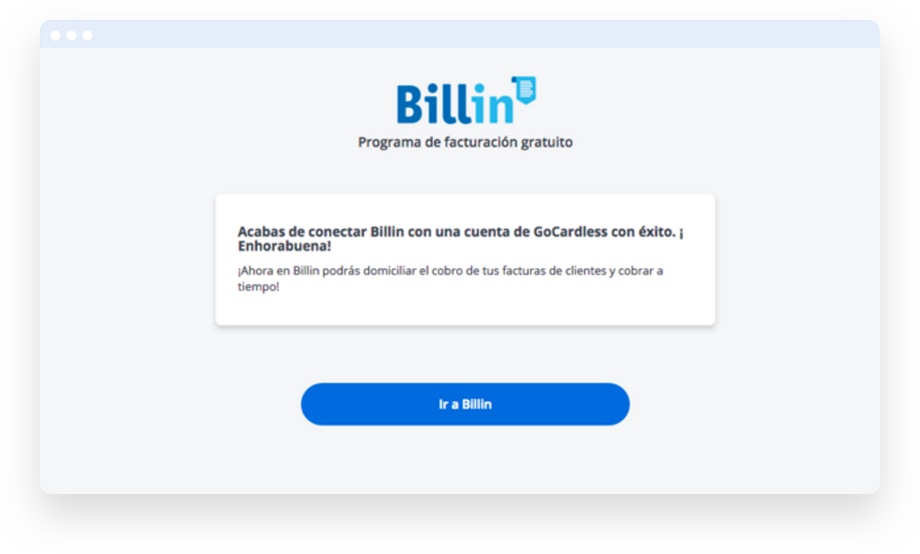 Billin
Programa de facturación gratuito
Acabas de conectar Billin con una cuenta de GoCardless con éxito. ¡
Enhorabuena!
¡Ahora en Billin podrás domiciliar el cobro de tus facturas de clientes y cobrar a
tiempo!
Ir a Billin